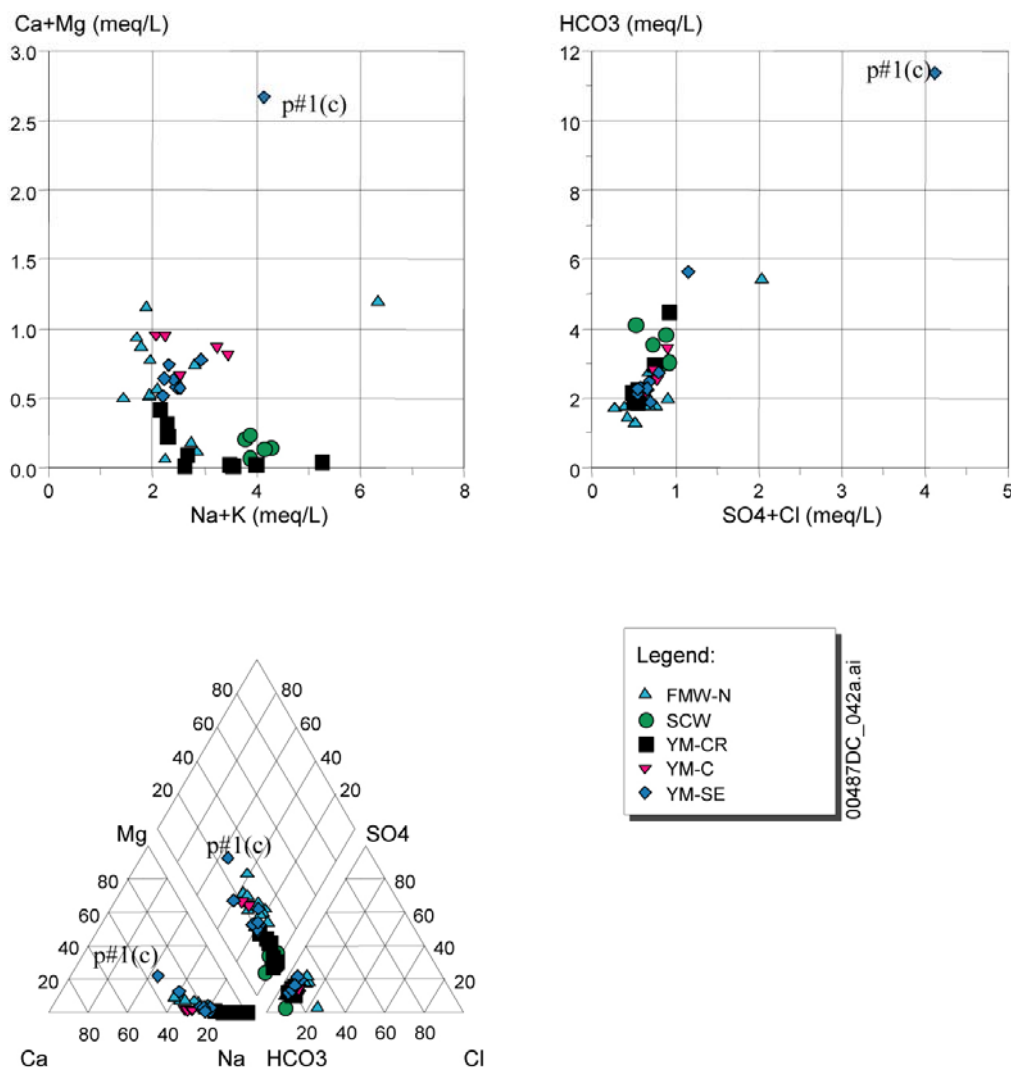 Ca+Mg (meq/L)
3.0
2.5
2.0
1.5
1.0
0.5
0.0
p#1(c)
0
2
4
6
8
Na+K (meq/L)
HCO3 (meq/L)
12
10
8
6
4
2
0
p#1(c)
0
1
2
3
4
5
SO4+Cl (meq/L)
80 80
60 60
40 40
20 20
Mg SO4
p#1(c)
80 80
60 60
40 40
p#1(c)
20 20
80 60 40 20 20 40 60 80
Ca Na HCO3 Cl
Legend:
FMW-N
SCW
YM-CR
YM-C
YM-SE
00487DC_042a.ai